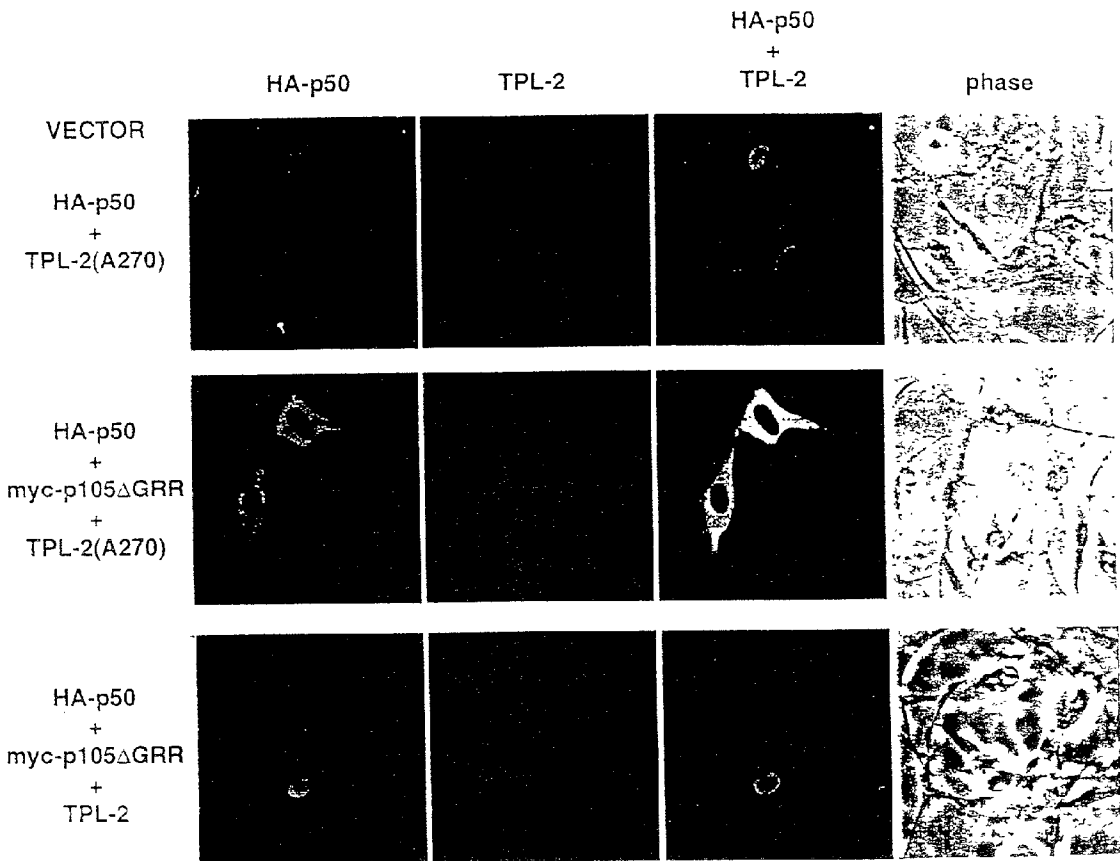 HA-p50
+
TPL-2
HA-p50
TPL-2
phase
VECTOR
HA-p50
+
TPL-2(A270)
HA-p50
+
myc-p105ΔGRR
+
TPL-2(A270)
HA-p50
+
myc-p105ΔGRR
+
TPL-2